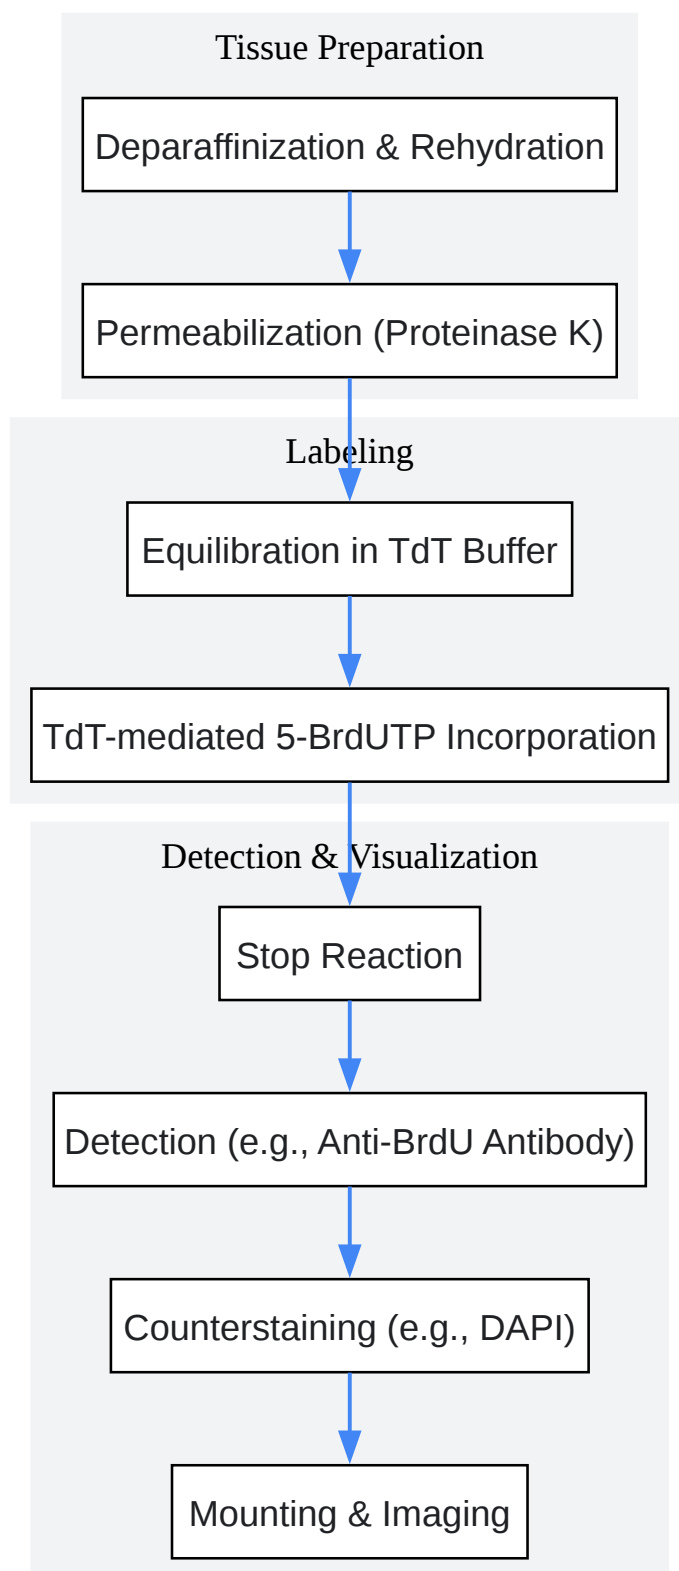 Tissue Preparation
Deparaffinization & Rehydration
Permeabilization (Proteinase K)
Labeling
Equilibration in TdT Buffer
TdT-mediated 5-BrdUTP Incorporation
Detection & Visualization
Stop Reaction
Detection (e.g., Anti-BrdU Antibody)
Counterstaining (e.g., DAPI)
Mounting & Imaging